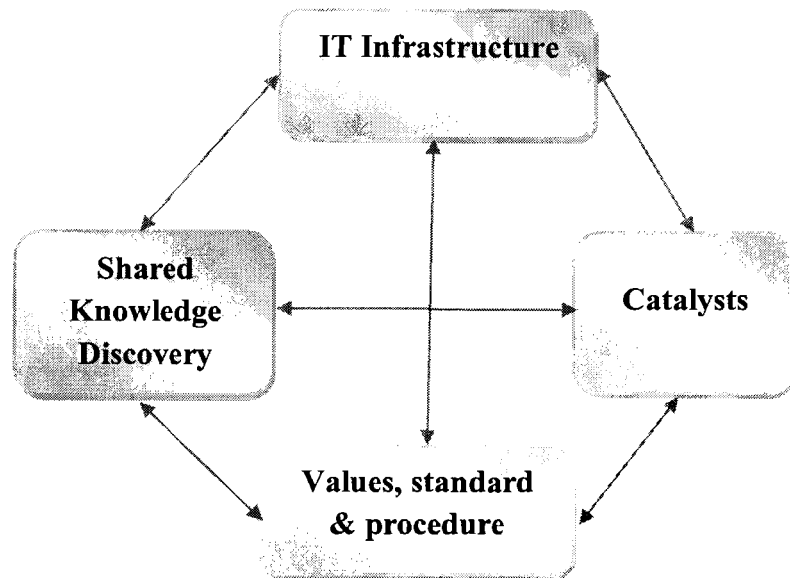 IT Infrastructure
Shared
Knowledge
Discovery
Catalysts
Values, standard
& procedure